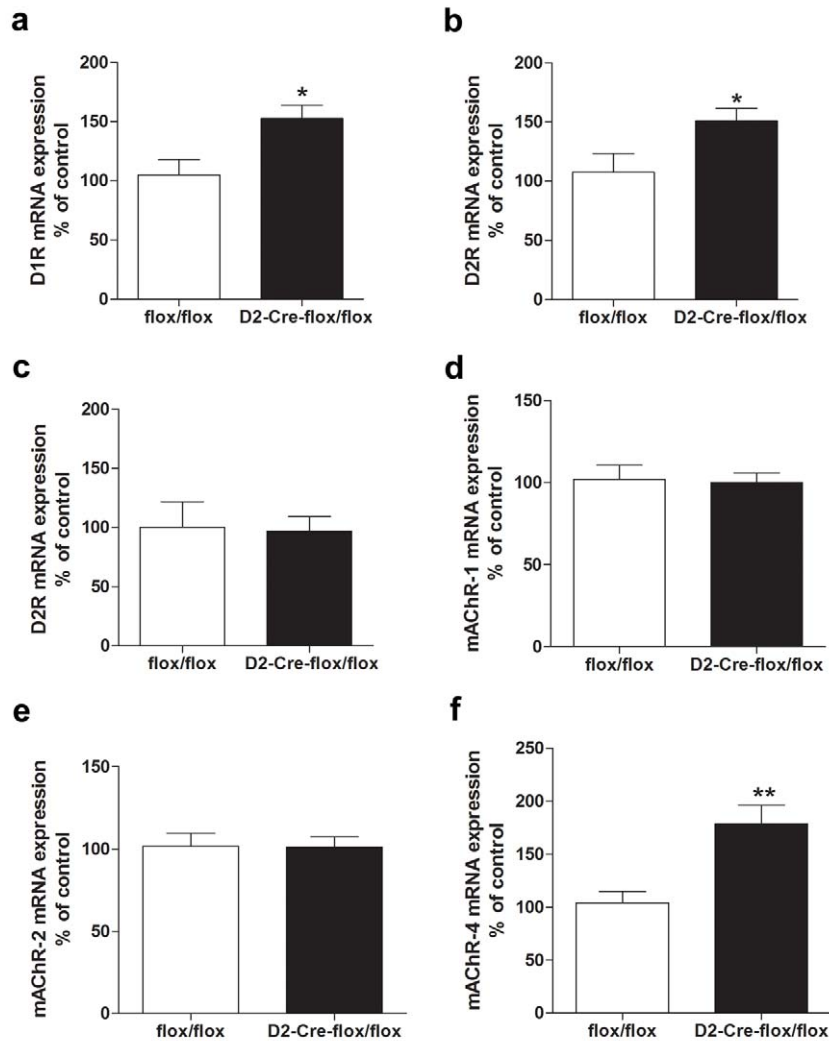 a
D1R mRNA expression
% of control
200
150
100
50
0
*
flox/flox
D2-Cre-flox/flox
b
D2R mRNA expression
% of control
200
150
100
50
0
*
flox/flox
D2-Cre-flox/flox
c
D2R mRNA expression
% of control
200
150
100
50
0
flox/flox
D2-Cre-flox/flox
d
mAChR-1 mRNA expression
% of control
150
100
50
0
flox/flox
D2-Cre-flox/flox
e
mAChR-2 mRNA expression
% of control
150
100
50
0
flox/flox
D2-Cre-flox/flox
f
mAChR-4 mRNA expression
% of control
250
200
150
100
50
0
**
flox/flox
D2-Cre-flox/flox